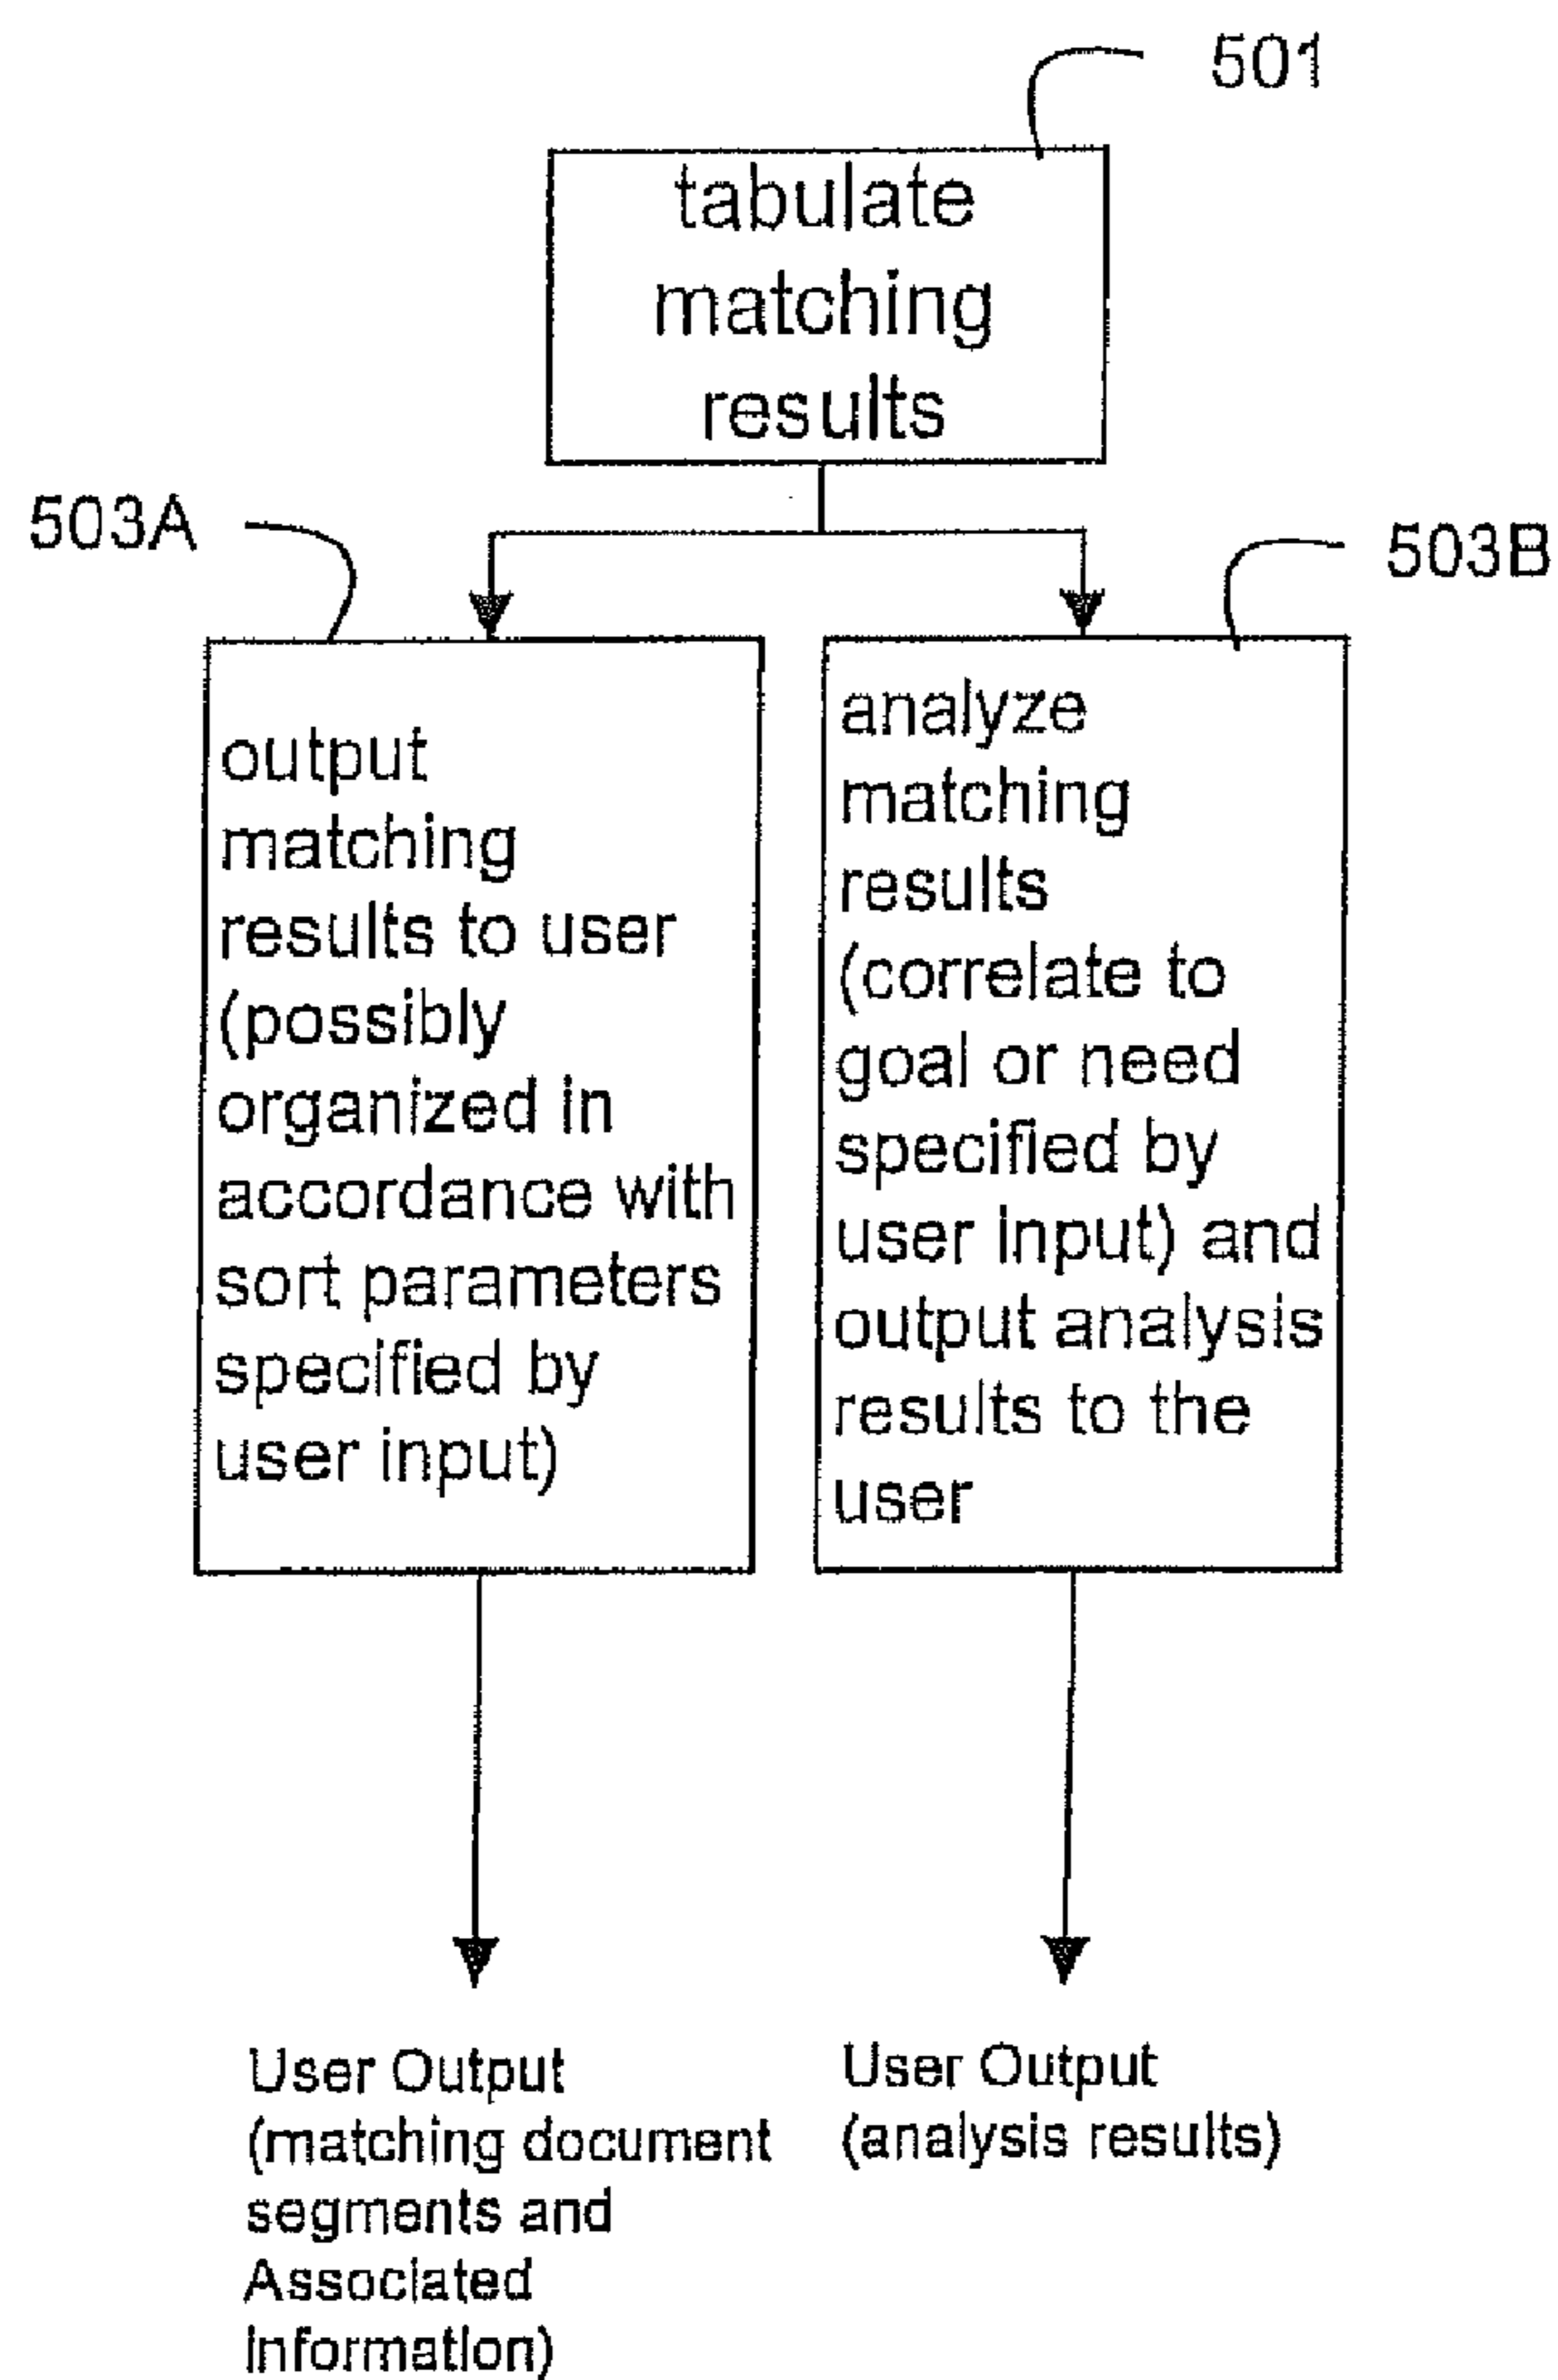 501
tabulate
matching
results
503A
503B
output
matching
results to user
(possibly
organized in
accordance with
sort parameters
specified by
user input)
analyze
matching
results
(correlate to
goal or need
specified by
user input) and
output analysis
results to the
user
User Output
(matching document
segments and
Associated
information)
User Output
(analysis results)